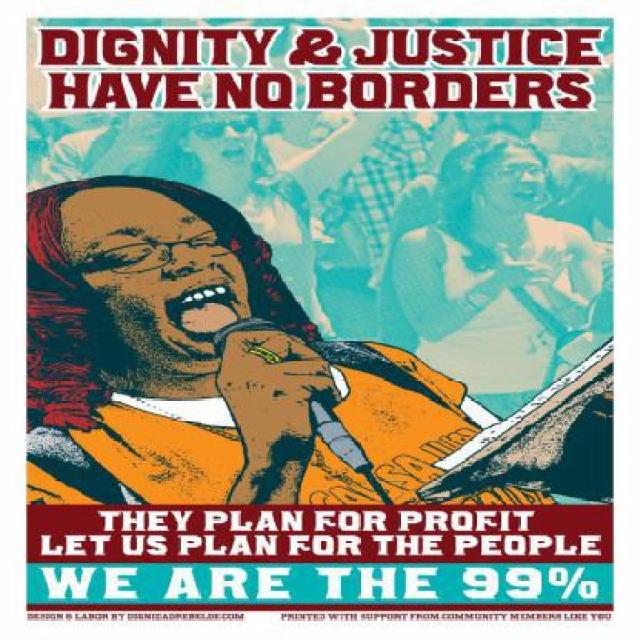 DIGNITY & JUSTICE
HAVE NO BORDERS
THEY PLAN FOR PROFIT
LET US PLAN FOR THE PEOPLE
WE ARE THE 99%
DESIGN & LABOR BY DIGNIDADREBELDE.COM PRINTED WITH SUPPORT FROM COMMUNITY MEMBERS LIKE YOU